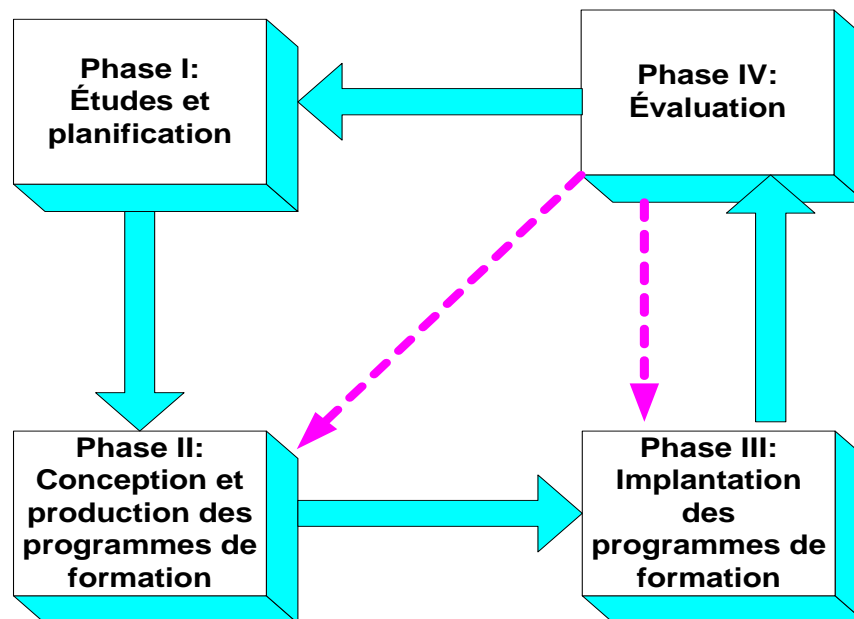 Phase I:
Études et
planification
Phase IV:
Évaluation
Phase II:
Conception et
production des
programmes de
formation
Phase III:
Implantation
des
programmes de
formation